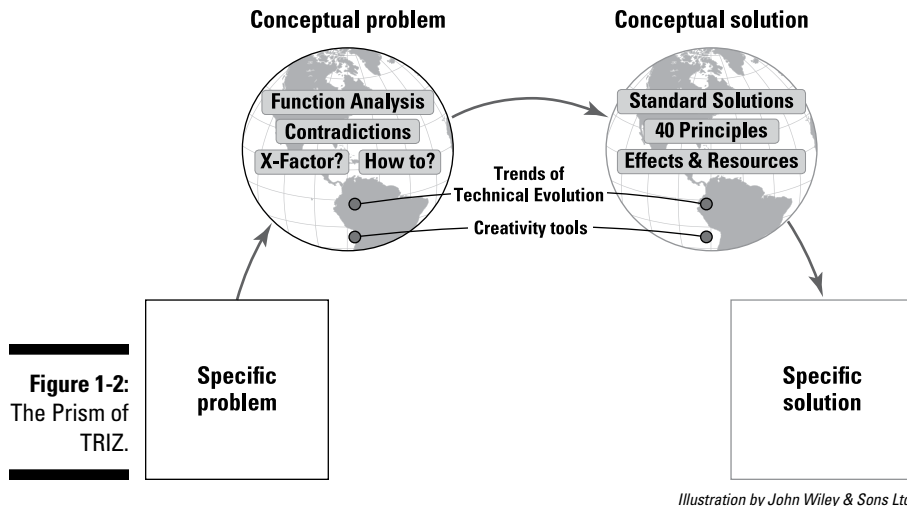 Conceptual problem
Conceptual solution
Function Analysis
Contradictions
X-Factor? How to?
Standard Solutions
40 Principles
Effects & Resources
Trends of
Technical Evolution
Creativity tools
Specific
problem
Specific
solution
Figure 1-2:
The Prism of
TRIZ.
Illustration by John Wiley & Sons Ltd